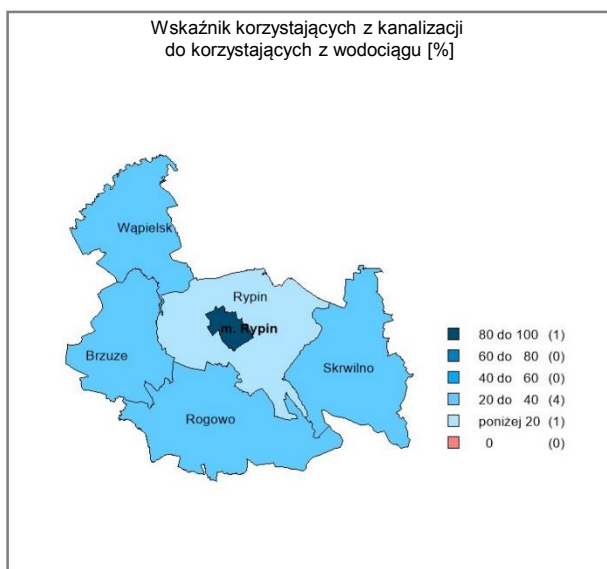 Wskaźnik korzystających z kanalizacji
do korzystających z wodociągu [%]
Wąpielsk
Rypin
m. Rypin
Brzuze
Skrwilno
Rogowo
80 do 100 (1)
60 do 80 (0)
40 do 60 (0)
20 do 40 (4)
poniżej 20 (1)
0 (0)